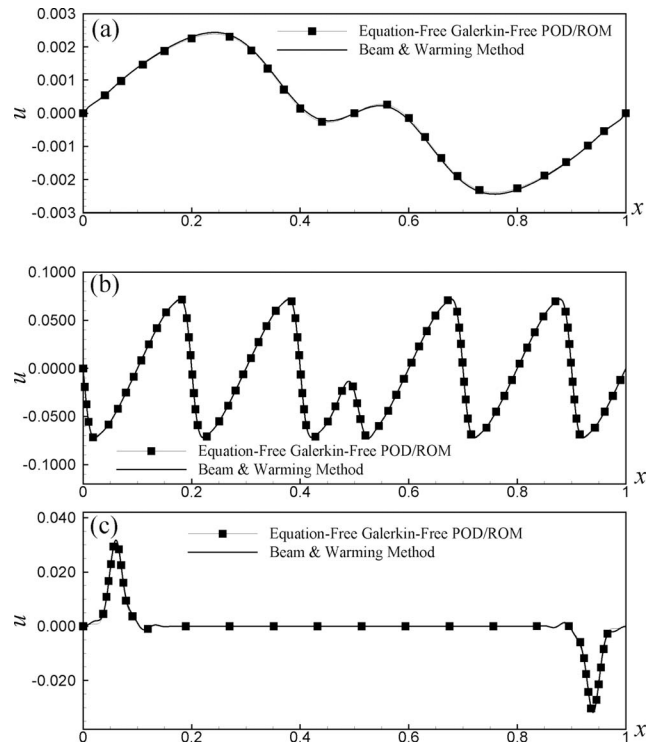 0.003
(a)
Equation-Free Galerkin-Free POD/ROM
0.002
Beam & Warming Method
0.001
u
0.000
-0.001
-0.002
-0.003
0 0.2 0.4 0.6 0.8 1
x
0.1000
(b)
0.0500
u
0.0000
-0.0500
Equation-Free Galerkin-Free POD/ROM
-0.1000
Beam & Warming Method
0 0.2 0.4 0.6 0.8 1
x
0.040
(c)
Equation-Free Galerkin-Free POD/ROM
Beam & Warming Method
0.020
u
0.000
-0.020
0 0.2 0.4 0.6 0.8 1
x